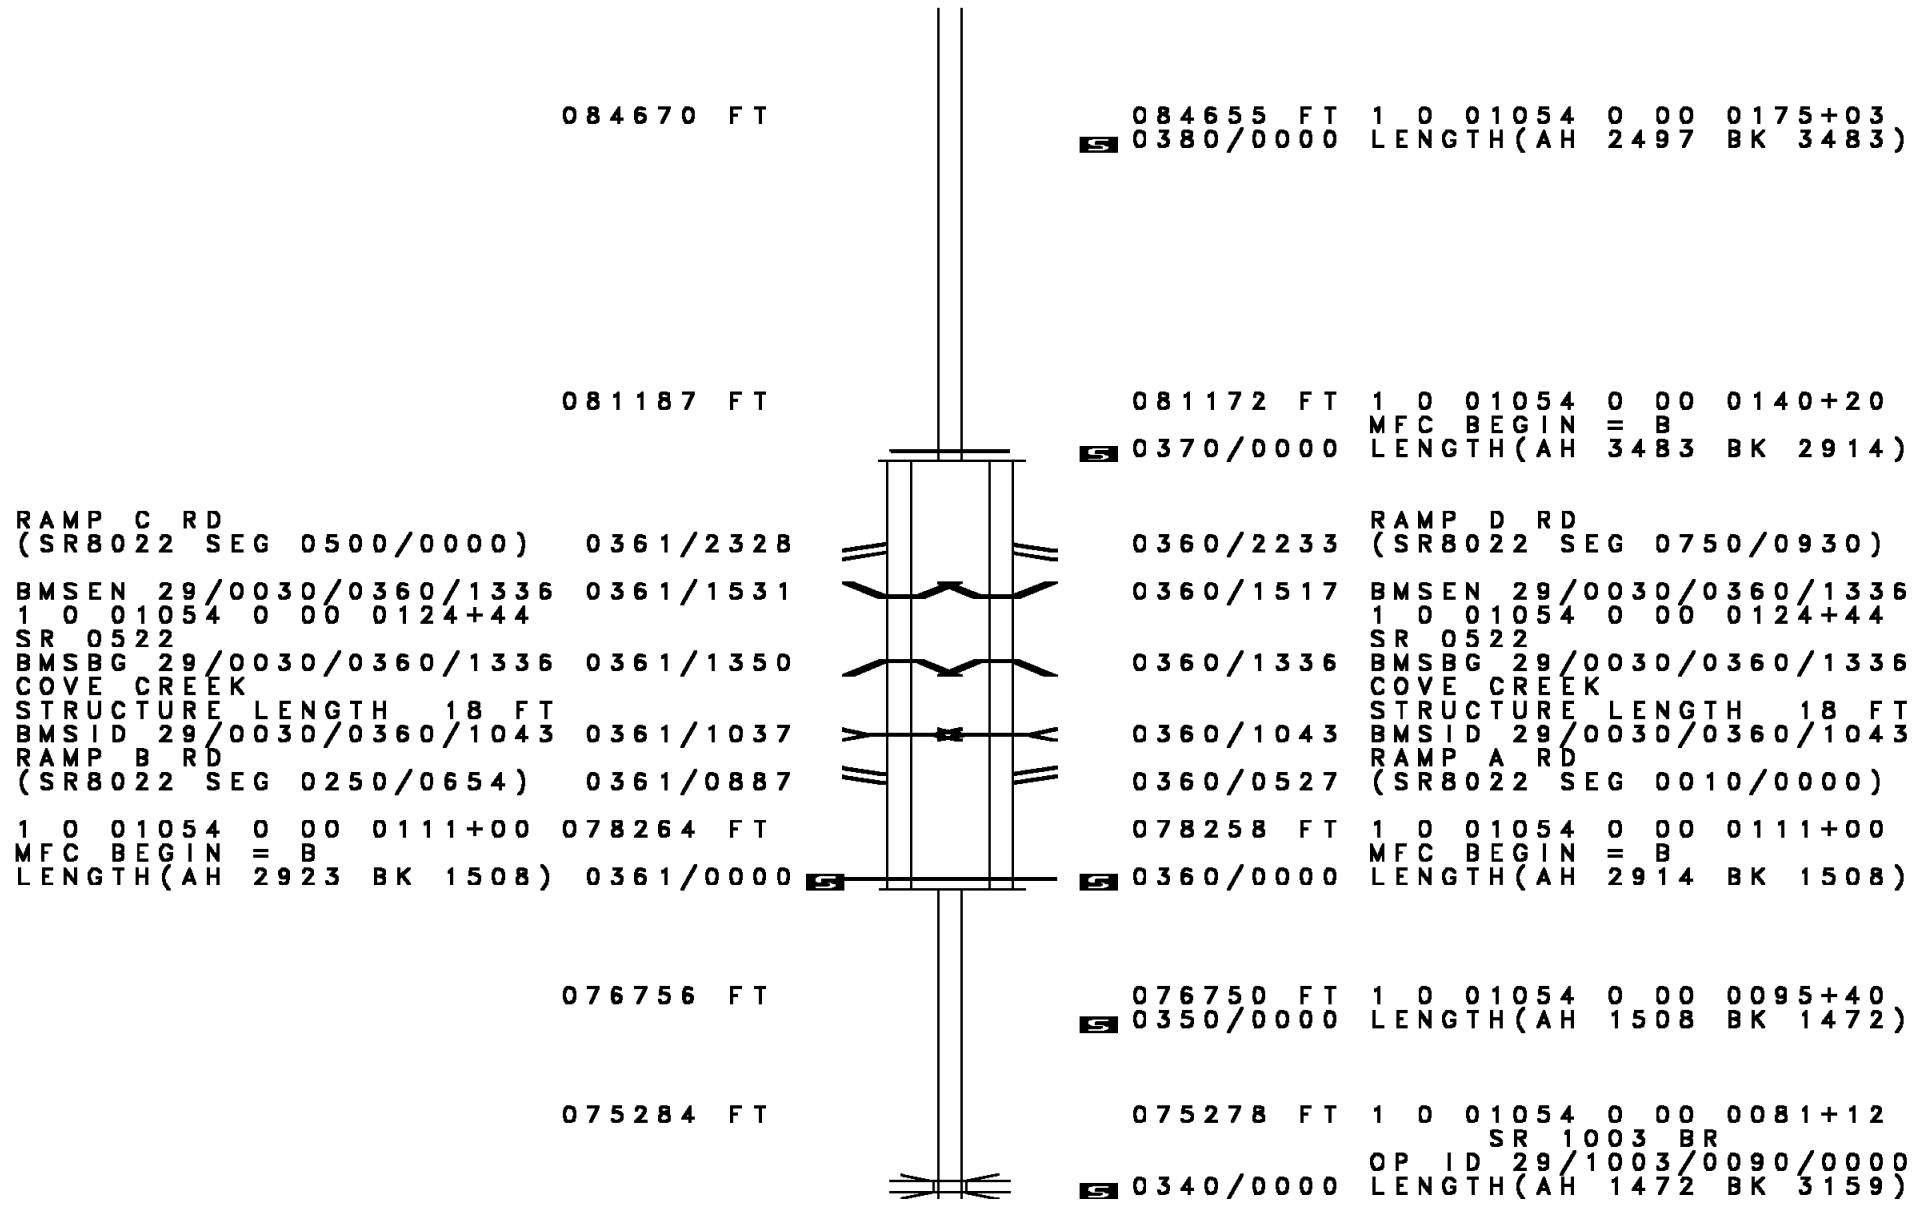 084670 FT 084655 FT 1 0 01054 0 00 0175+03
S 0380/0000 LENGTH(AH 2497 BK 3483)
081187 FT 081172 FT 1 0 01054 0 00 0140+20
MFC BEGIN = B
S 0370/0000 LENGTH(AH 3483 BK 2914)
RAMP C RD RAMP D RD
(SR8022 SEG 0500/0000) 0361/2328 0360/2233 (SR8022 SEG 0750/0930)
BMSEN 29/0030/0360/1336 0361/1531 0360/1517 BMSEN 29/0030/0360/1336
1 0 01054 0 00 0124+44 1 0 01054 0 00 0124+44
SR 0522 SR 0522
BMSBG 29/0030/0360/1336 0361/1350 0360/1336 BMSBG 29/0030/0360/1336
COVE CREEK COVE CREEK
STRUCTURE LENGTH 18 FT STRUCTURE LENGTH 18 FT
BMSID 29/0030/0360/1043 0361/1037 0360/1043 BMSID 29/0030/0360/1043
RAMP B RD RAMP A RD
(SR8022 SEG 0250/0654) 0361/0887 0360/0527 (SR8022 SEG 0010/0000)
1 0 01054 0 00 0111+00 078264 FT 078258 FT 1 0 01054 0 00 0111+00
MFC BEGIN = B MFC BEGIN = B
LENGTH(AH 2923 BK 1508) 0361/0000 S S 0360/0000 LENGTH(AH 2914 BK 1508)
076756 FT 076750 FT 1 0 01054 0 00 0095+40
S 0350/0000 LENGTH(AH 1508 BK 1472)
075284 FT 075278 FT 1 0 01054 0 00 0081+12
SR 1003 BR
OP ID 29/1003/0090/0000
S 0340/0000 LENGTH(AH 1472 BK 3159)